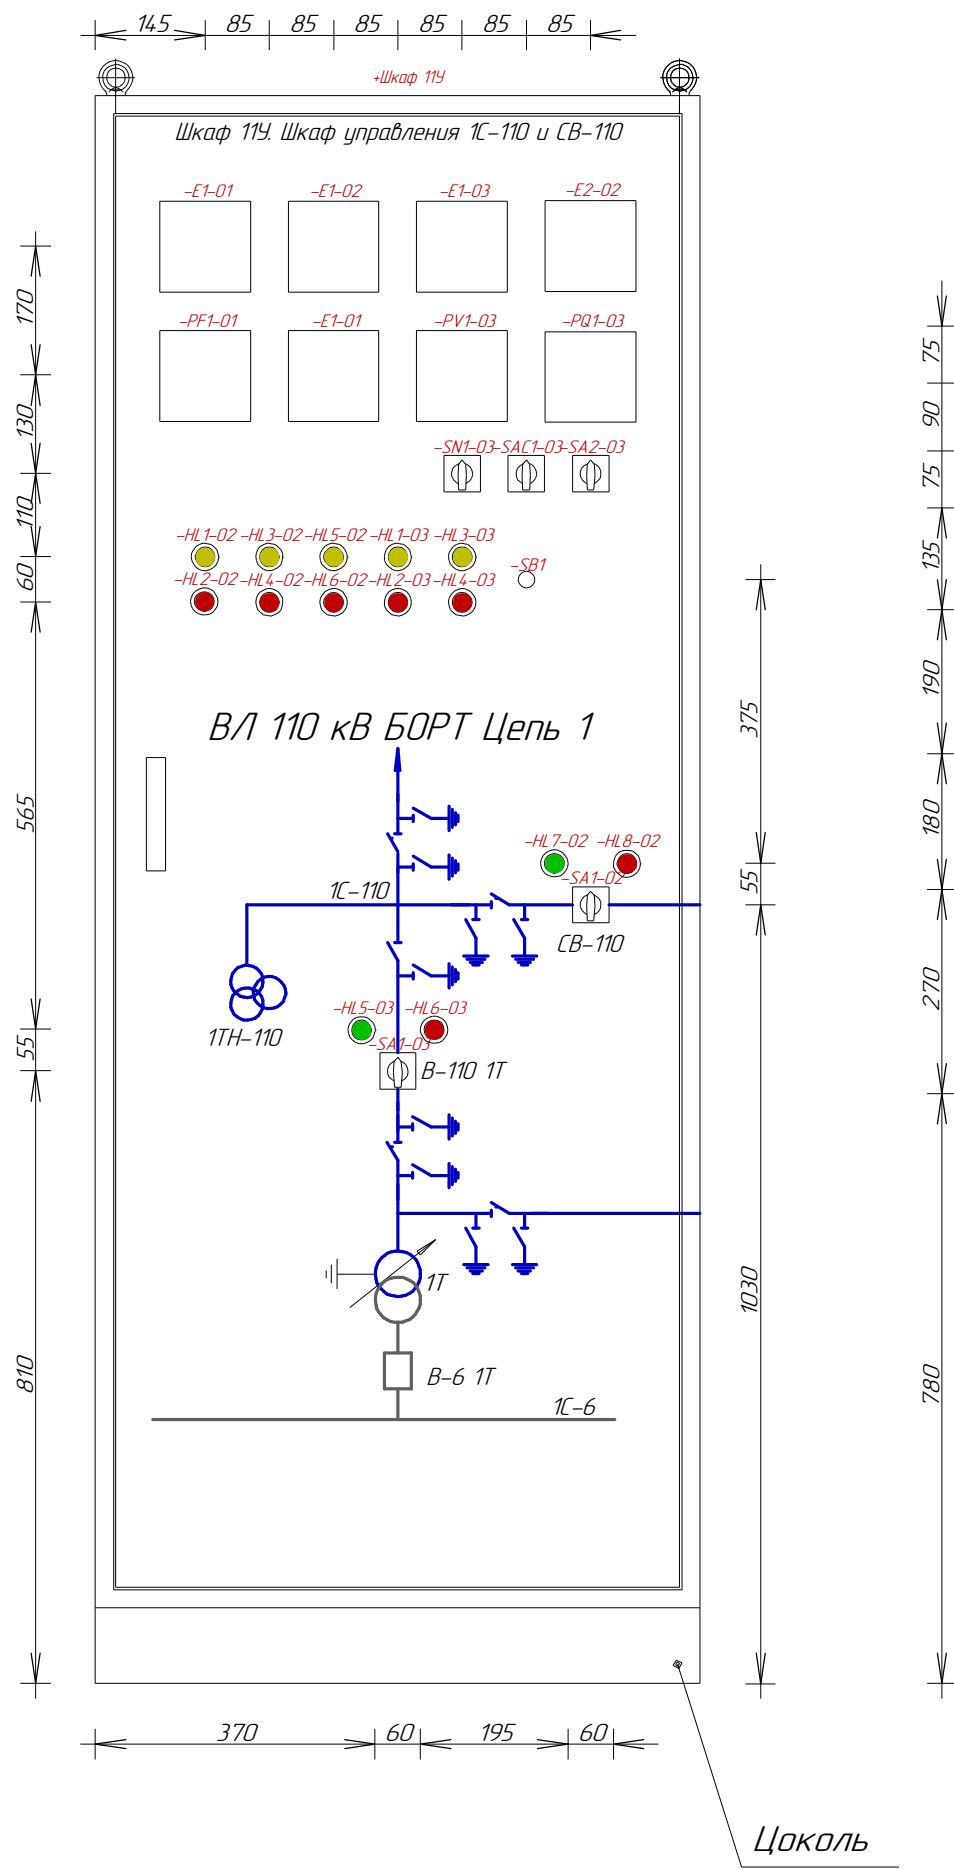 145 85 85 85 85 85 85
+Шкаф 11У
Шкаф 11У. Шкаф управления 1С-110 и СВ-110
-E1-01 -E1-02 -E1-03 -E2-02
170
-PF1-01 -E1-01 -PV1-03 -PQ1-03
75
130
90
-SN1-03 -SAC1-03 -SA2-03
75
110
-HL1-02 -HL3-02 -HL5-02 -HL1-03 -HL3-03
135
-SB1
60
-HL2-02 -HL4-02 -HL6-02 -HL2-03 -HL4-03
190
375
ВЛ 110 кВ БОРТ Цепь 1
565
180
-HL7-02 -HL8-02
55
-SA1-02
1С-110
СВ-110
270
-HL5-03 -HL6-03
1ТН-110
-SA1-03
55
В-110 1Т
1Т
1030
810
В-6 1Т
780
1С-6
370 60 195 60
Цоколь